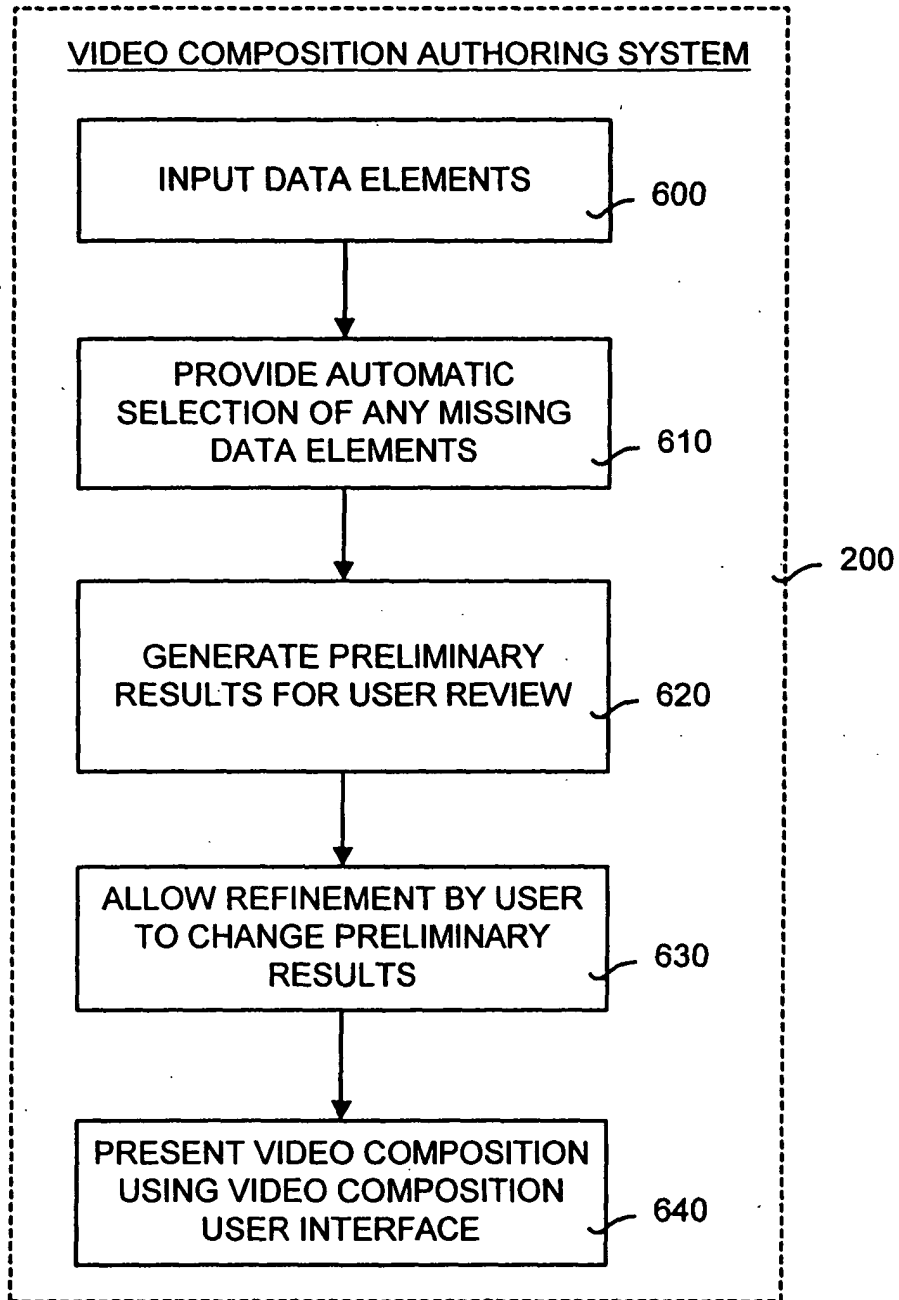 VIDEO COMPOSITION AUTHORING SYSTEM
INPUT DATA ELEMENTS
600
PROVIDE AUTOMATIC
SELECTION OF ANY MISSING
DATA ELEMENTS
610
200
GENERATE PRELIMINARY
RESULTS FOR USER REVIEW
620
ALLOW REFINEMENT BY USER
TO CHANGE PRELIMINARY
RESULTS
630
PRESENT VIDEO COMPOSITION
USING VIDEO COMPOSITION
USER INTERFACE
640